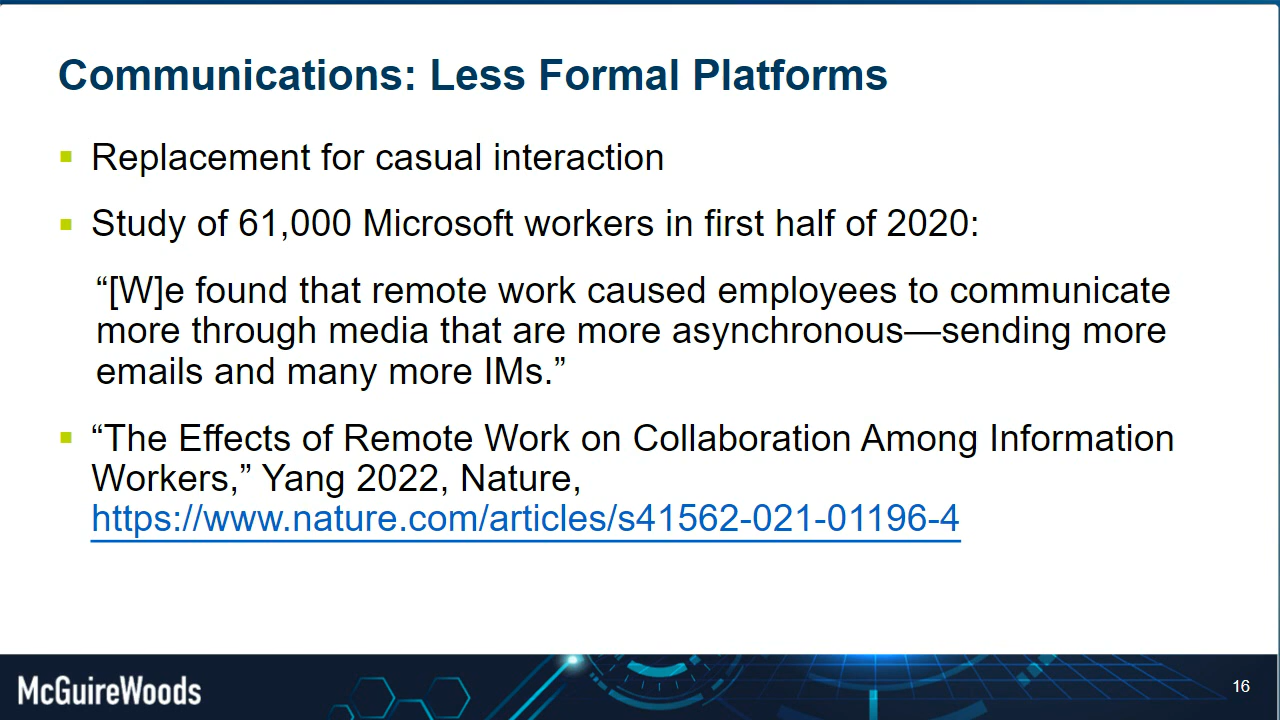 Communications: Less Formal Platforms
Replacement for casual interaction
Study of 61,000 Microsoft workers in first half of 2020:
“[W]e found that remote work caused employees to communicate
more through media that are more asynchronous—sending more
emails and many more IMs.”
“The Effects of Remote Work on Collaboration Among Information
Workers,” Yang 2022, Nature,
https://www.nature.com/articles/s41562-021-01196-4
McGuireWoods
16